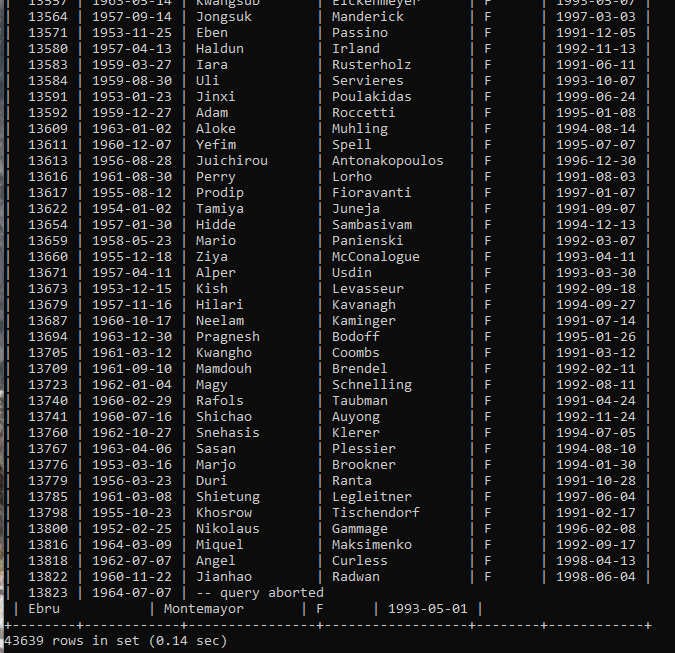 | 13557 | 1963-05-14 | Kwangsub | Eickenmeyer | F | 1993-05-07 |
| 13564 | 1957-09-14 | Jongsuk | Manderick | F | 1997-03-03 |
| 13571 | 1953-11-25 | Eben | Passino | F | 1991-12-05 |
| 13580 | 1957-04-13 | Haldun | Irland | F | 1992-11-13 |
| 13583 | 1959-03-27 | Iara | Rusterholz | F | 1991-06-11 |
| 13584 | 1959-08-30 | Uli | Servieres | F | 1993-10-07 |
| 13591 | 1953-01-23 | Jinxi | Poulakidas | F | 1999-06-24 |
| 13592 | 1959-12-27 | Adam | Roccetti | F | 1995-01-08 |
| 13609 | 1963-01-02 | Aloke | Muhling | F | 1994-08-14 |
| 13611 | 1960-12-07 | Yefim | Spell | F | 1995-07-07 |
| 13613 | 1956-08-28 | Juichirou | Antonakopoulos | F | 1996-12-30 |
| 13616 | 1961-08-30 | Perry | Lorho | F | 1991-08-03 |
| 13617 | 1955-08-12 | Prodip | Fioravanti | F | 1997-01-07 |
| 13622 | 1954-01-02 | Tamiya | Juneja | F | 1991-09-07 |
| 13654 | 1957-01-30 | Hidde | Sambasivam | F | 1994-12-13 |
| 13659 | 1958-05-23 | Mario | Panienski | F | 1992-03-07 |
| 13660 | 1955-12-18 | Ziya | McConalogue | F | 1993-04-11 |
| 13671 | 1957-04-11 | Alper | Usdin | F | 1993-03-30 |
| 13673 | 1953-12-15 | Kish | Levasseur | F | 1992-09-18 |
| 13679 | 1957-11-16 | Hilari | Kavanagh | F | 1994-09-27 |
| 13687 | 1960-10-17 | Neelam | Kaminger | F | 1991-07-14 |
| 13694 | 1963-12-30 | Pragnesh | Bodoff | F | 1995-01-26 |
| 13705 | 1961-03-12 | Kwangho | Coombs | F | 1991-03-12 |
| 13709 | 1961-09-10 | Mamdouh | Brendel | F | 1992-02-11 |
| 13723 | 1962-01-04 | Magy | Schnelling | F | 1992-08-11 |
| 13740 | 1960-02-29 | Rafols | Taubman | F | 1991-04-24 |
| 13741 | 1960-07-16 | Shichao | Auyong | F | 1992-11-24 |
| 13760 | 1962-10-27 | Snehasis | Klerer | F | 1994-07-05 |
| 13767 | 1963-04-06 | Sasan | Plessier | F | 1994-08-10 |
| 13776 | 1953-03-16 | Marjo | Brookner | F | 1994-01-30 |
| 13779 | 1956-03-23 | Duri | Ranta | F | 1991-10-28 |
| 13785 | 1961-03-08 | Shietung | Legleitner | F | 1997-06-04 |
| 13798 | 1955-10-23 | Khosrow | Tischendorf | F | 1991-02-17 |
| 13800 | 1952-02-25 | Nikolaus | Gammage | F | 1996-02-08 |
| 13816 | 1964-03-09 | Miquel | Maksimenko | F | 1992-09-17 |
| 13818 | 1962-07-07 | Angel | Curless | F | 1998-04-13 |
| 13822 | 1960-11-22 | Jianhao | Radwan | F | 1998-06-04 |
| 13823 | 1964-07-07 | -- query aborted
| Ebru | Montemayor | F | 1993-05-01 |
+--------+------------+----------------+------------------+--------+------------+
43639 rows in set (0.14 sec)